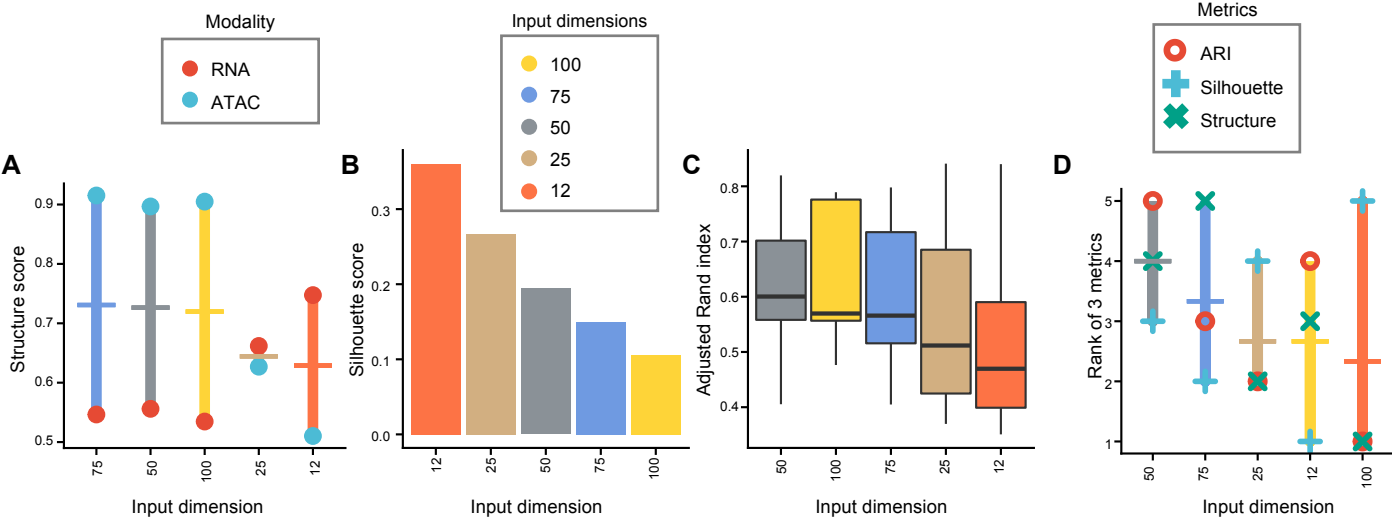 Modality
RNA
ATAC
Input dimensions
100
75
50
25
12
Metrics
ARI
Silhouette
Structure
A
Structure score
0.9
0.8
0.7
0.6
0.5
75
50
100
25
12
Input dimension
B
Silhouette score
0.3
0.2
0.1
0.0
12
25
50
75
100
Input dimension
C
Adjusted Rand index
0.8
0.7
0.6
0.5
0.4
50
100
75
25
12
Input dimension
D
Rank of 3 metrics
5
4
3
2
1
50
75
25
12
100
Input dimension